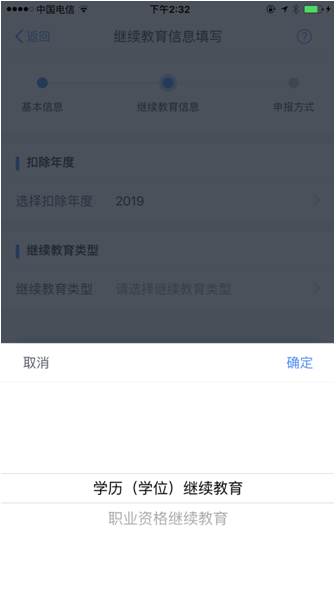 中国电信 下午2:32
返回 继续教育信息填写 ?
基本信息 继续教育信息 申报方式
扣除年度
选择扣除年度 2019
继续教育类型
继续教育类型 请选择继续教育类型
取消 确定
学历（学位）继续教育
职业资格继续教育